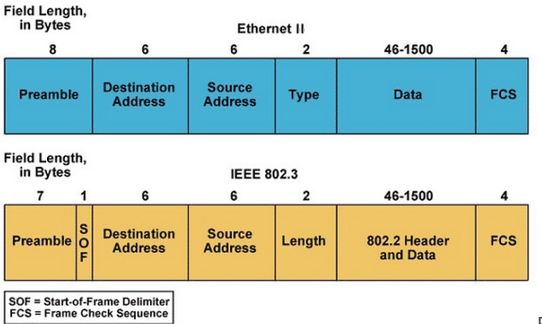 Field Length,
in Bytes
Ethernet II
8 6 6 2 46-1500 4
Preamble Destination Address Source Address Type Data FCS
Field Length,
in Bytes
IEEE 802.3
7 1 6 6 2 46-1500 4
Preamble SOF Destination Address Source Address Length 802.2 Header and Data FCS
SOF = Start-of-Frame Delimiter
FCS = Frame Check Sequence